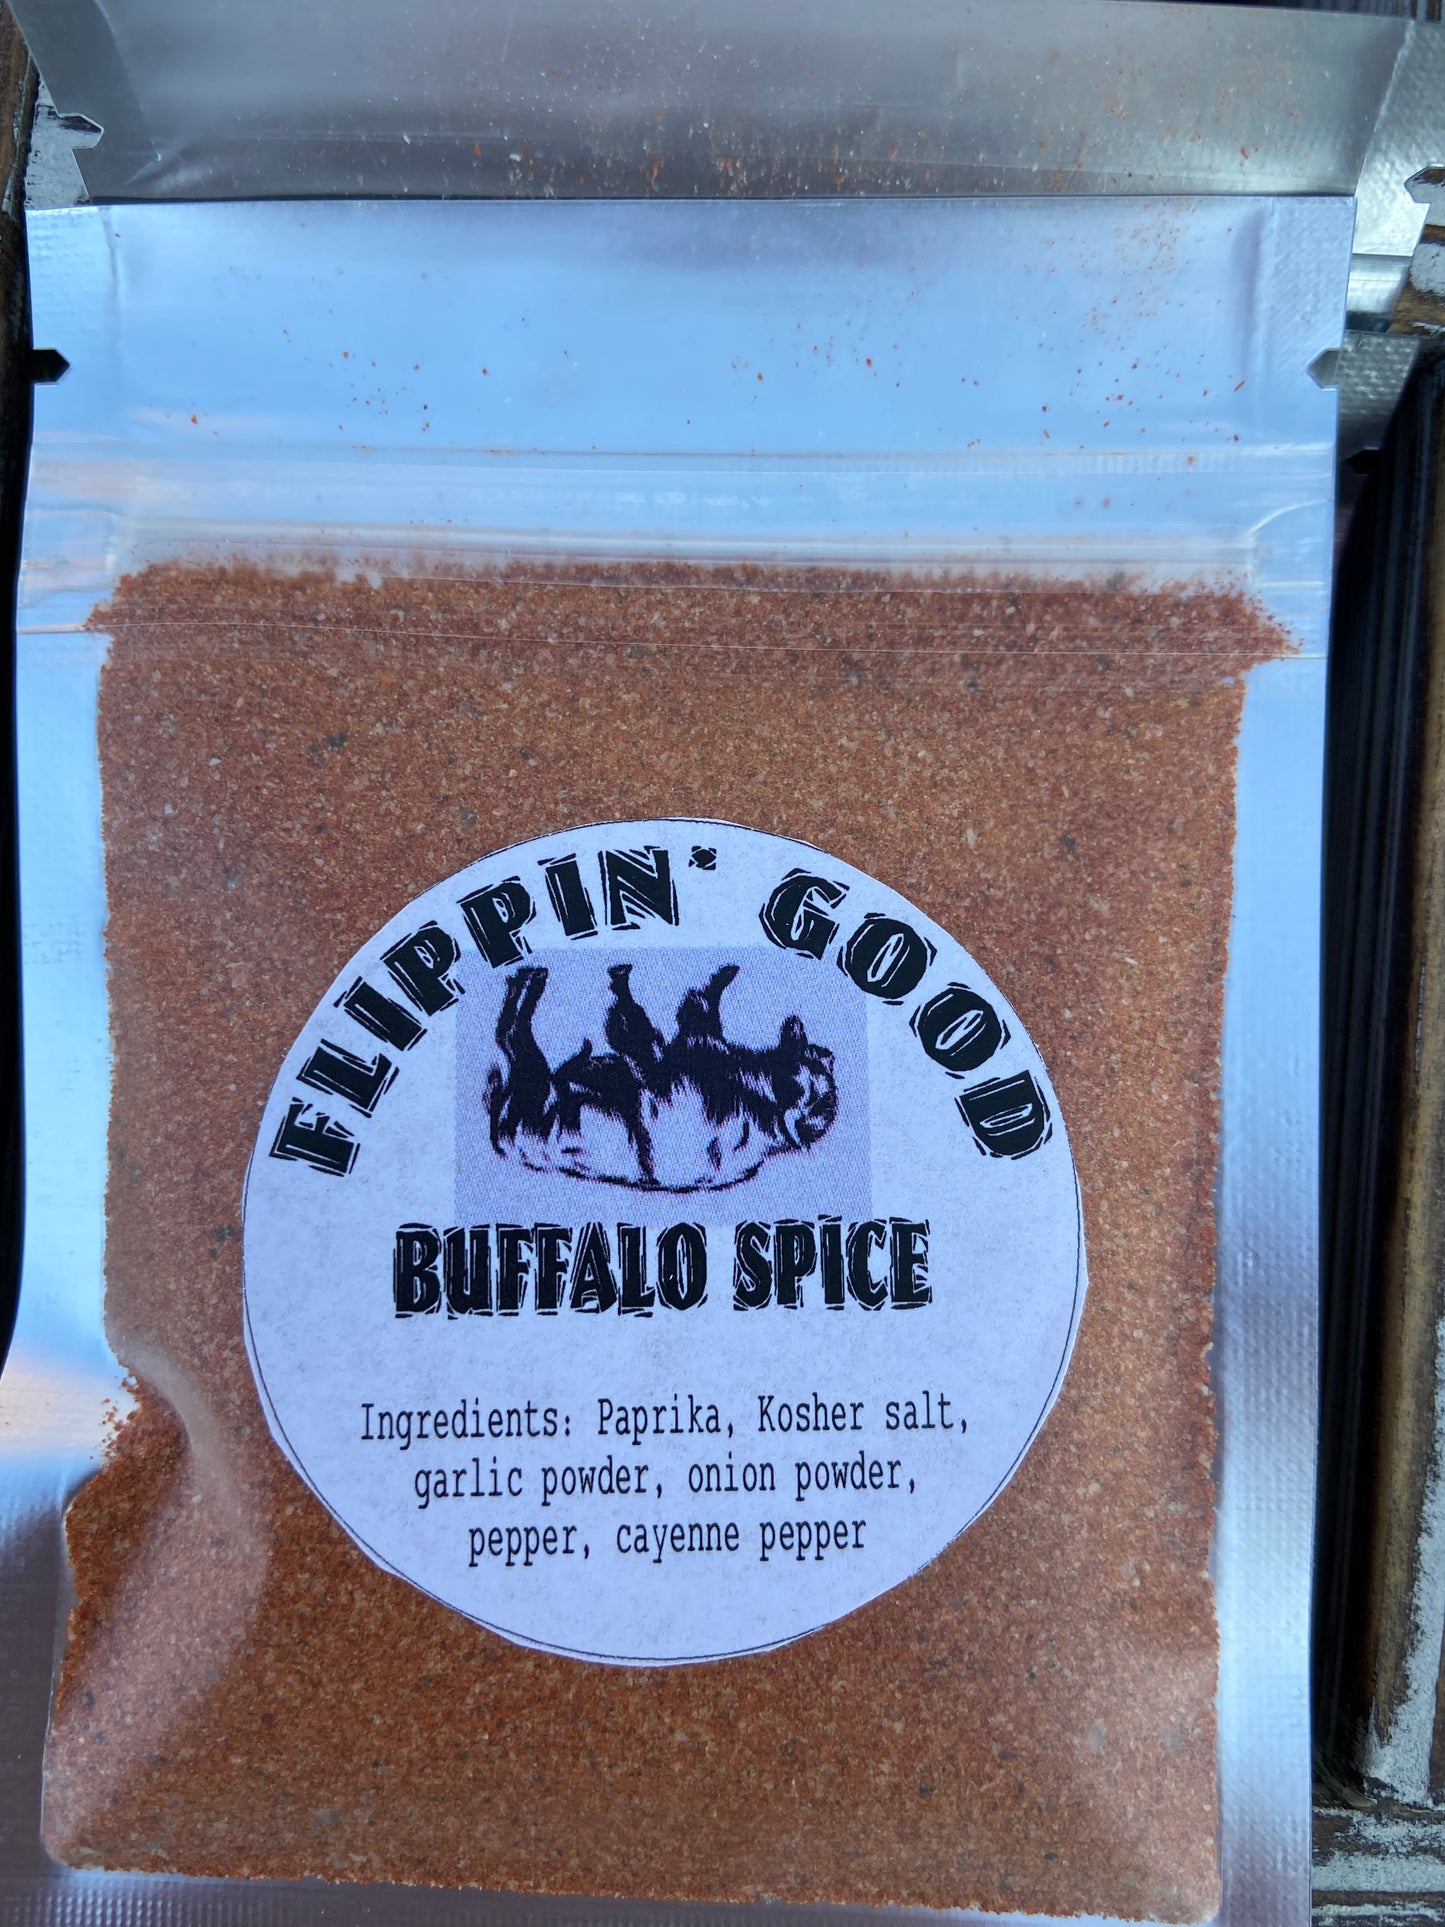 FLIPPIN' GOOD
BUFFALO SPICE
Ingredients: Paprika, Kosher salt,
garlic powder, onion powder,
pepper, cayenne pepper